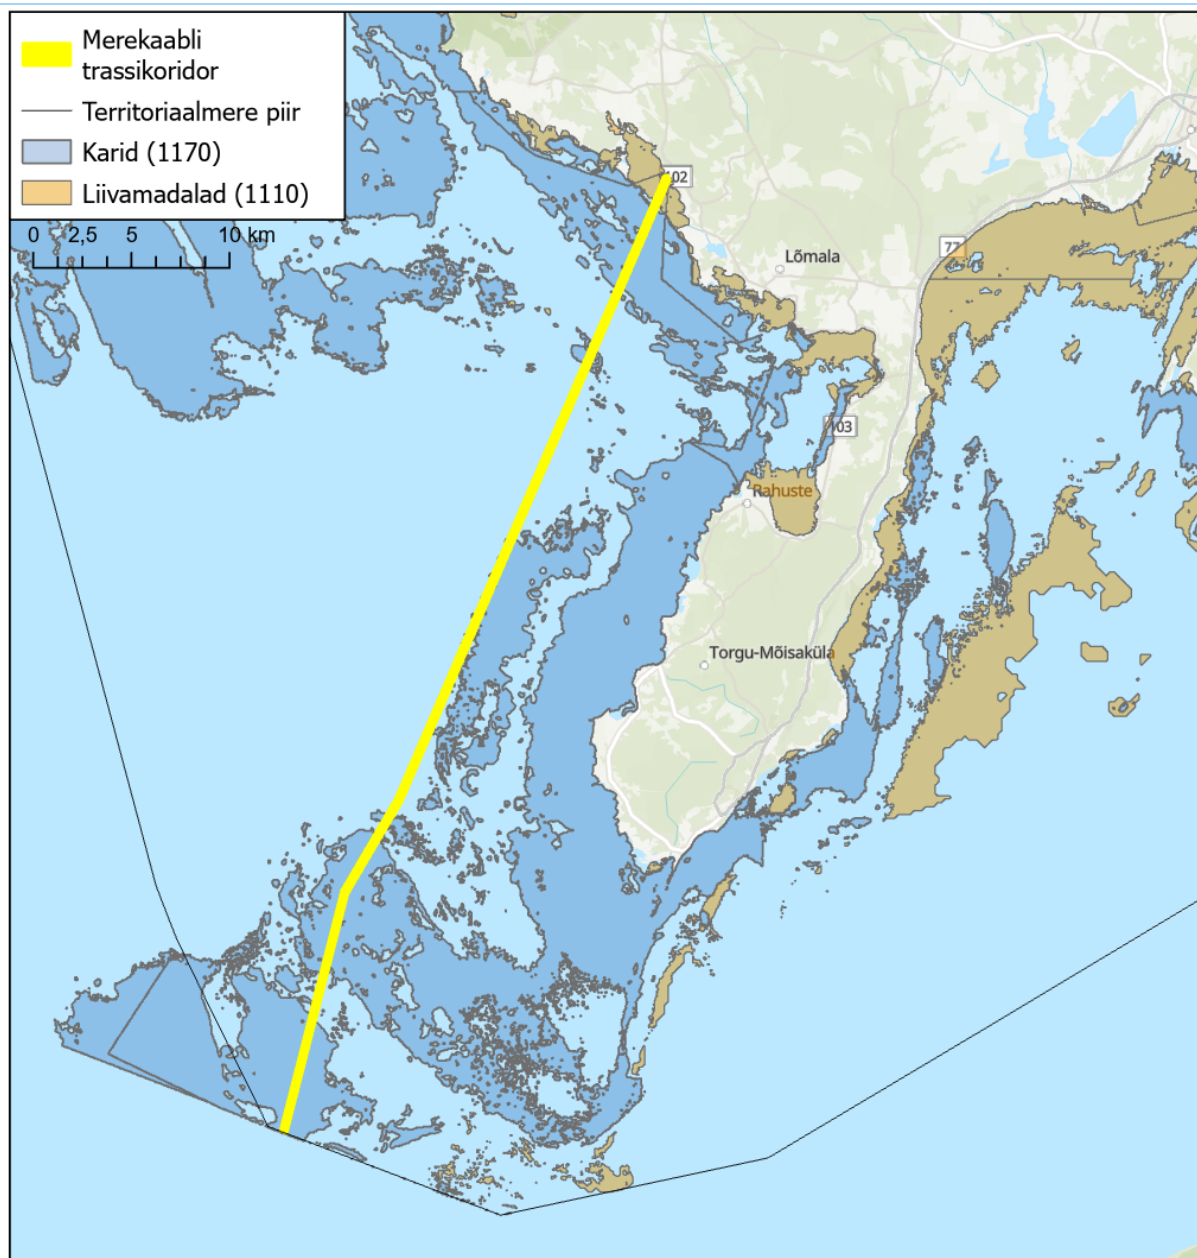 Merekaabli
trassikoridor
Territoriaalmere piir
Karid (1170)
Liivamadalad (1110)
0 2,5 5 10 km
102
77
Lõmala
103
Rahuste
Torgu-Mõisaküla